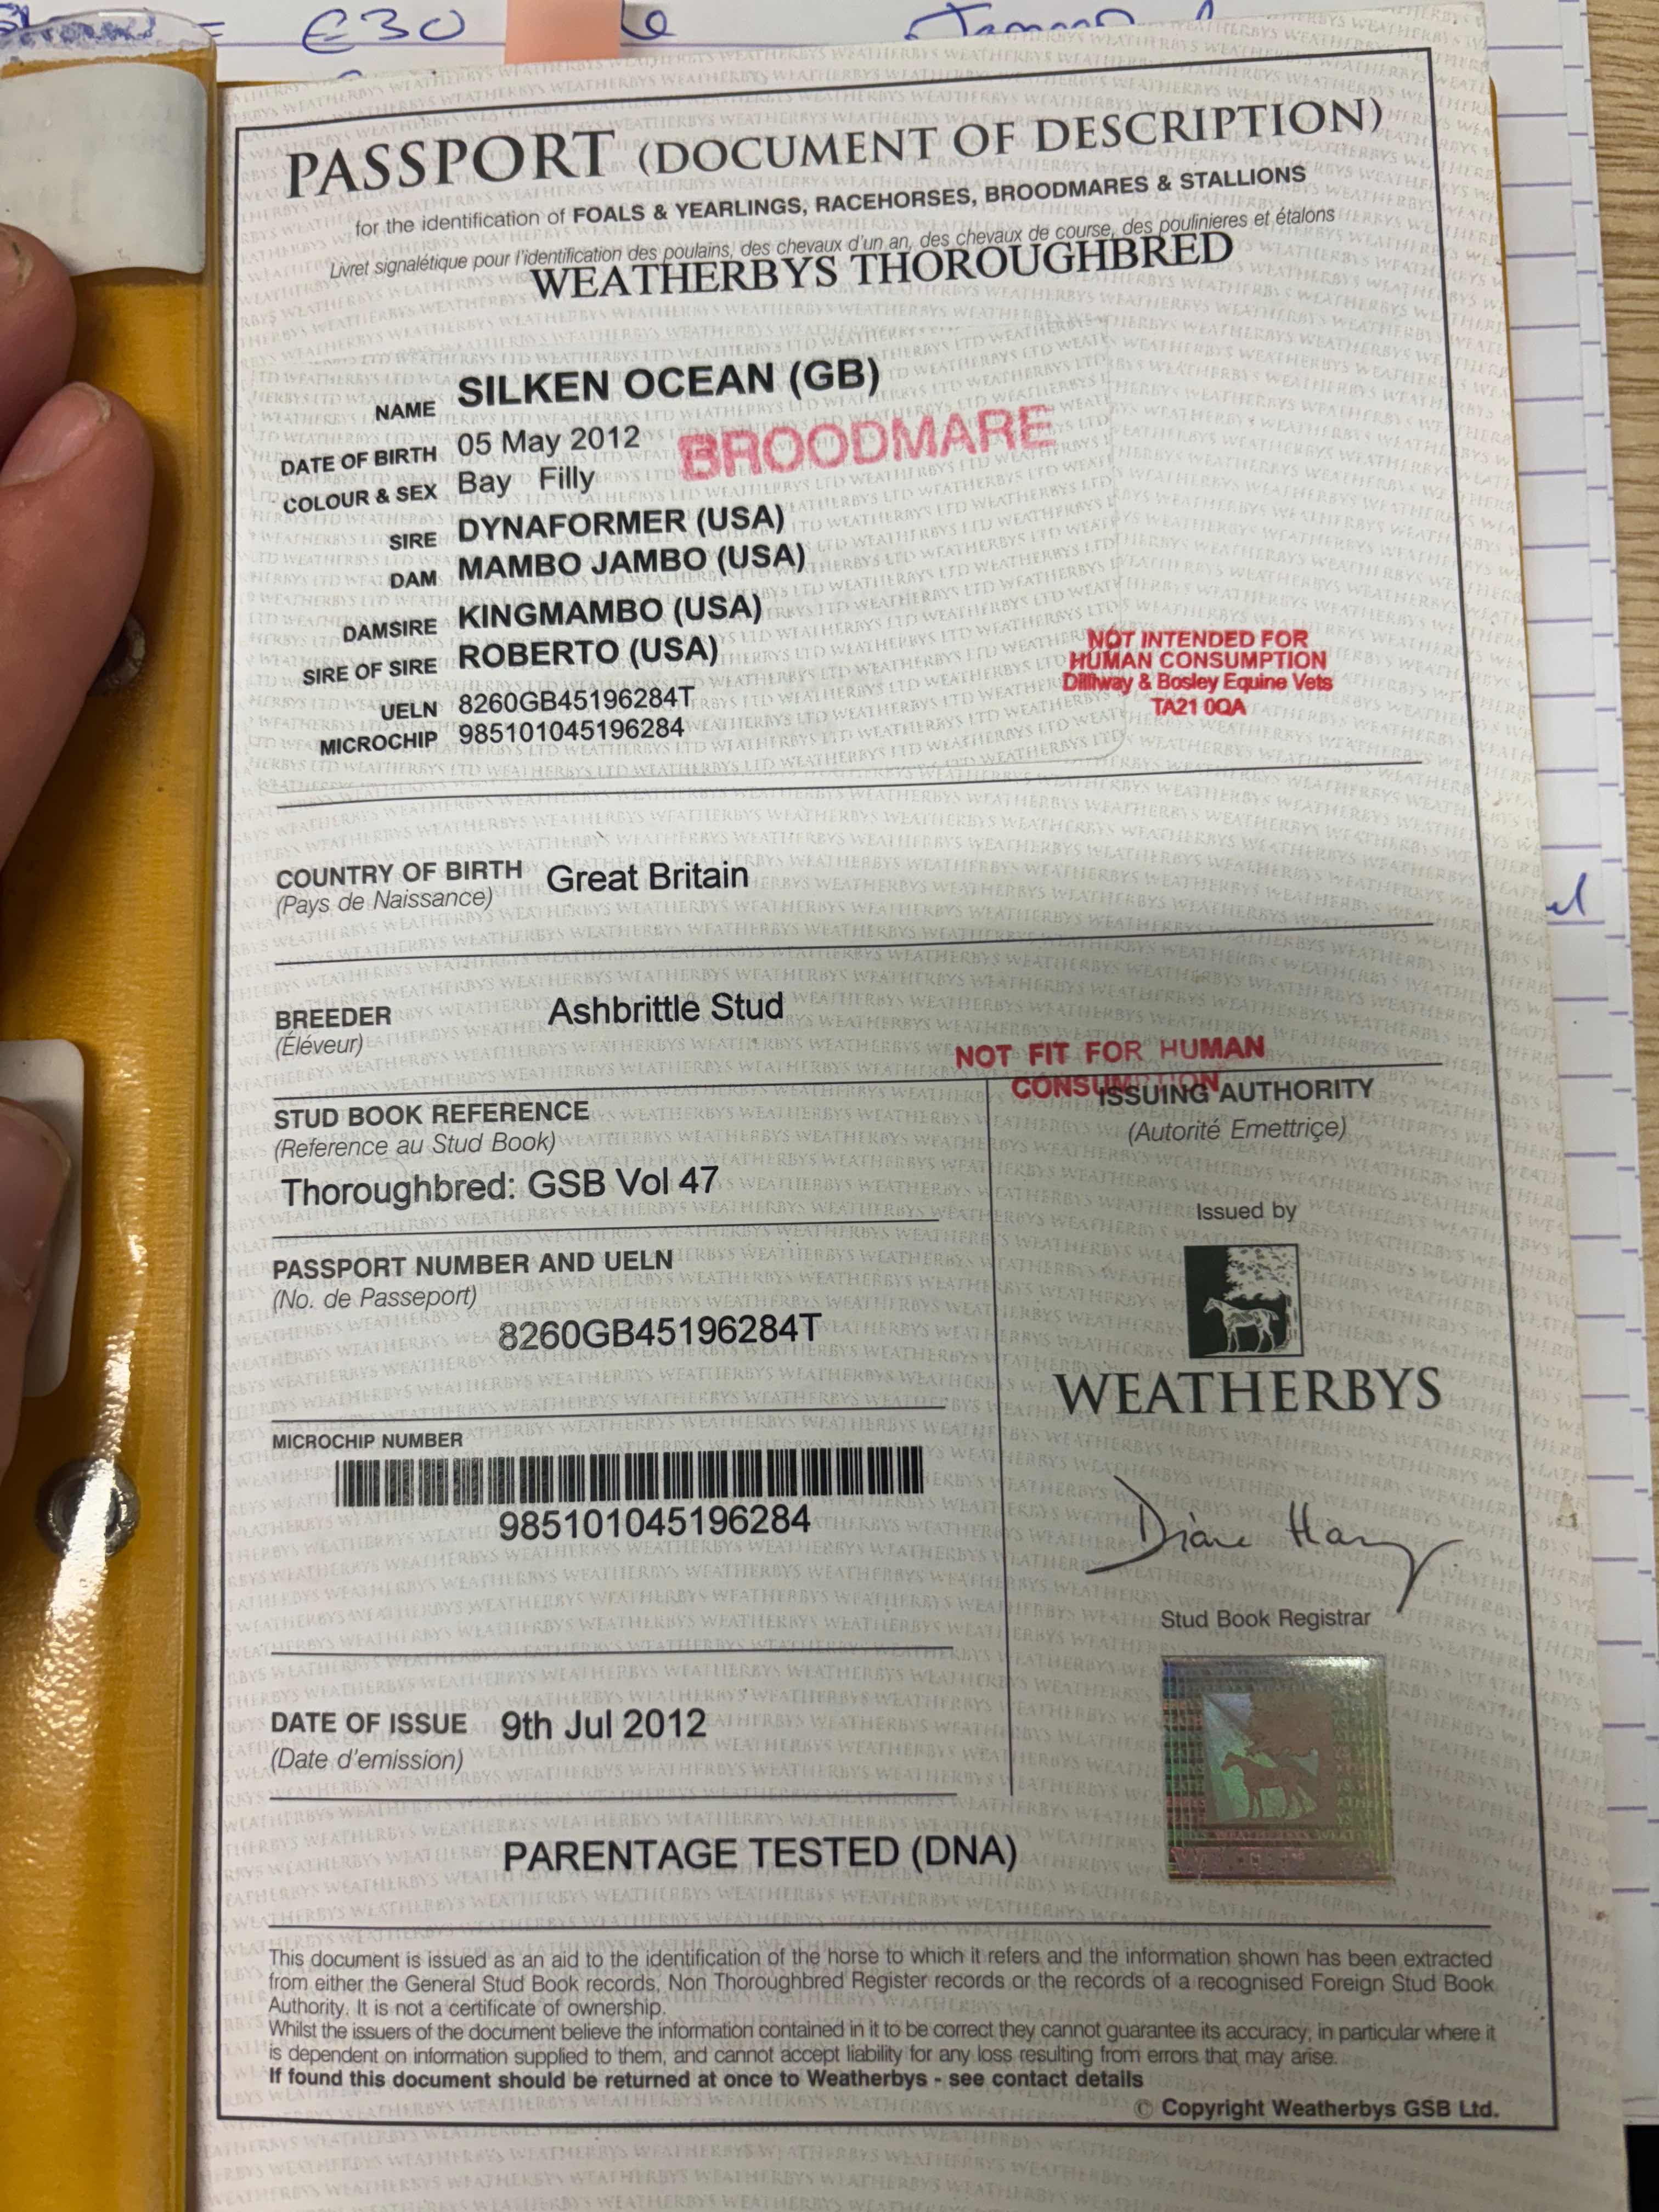 = €30
PASSPORT (DOCUMENT OF DESCRIPTION)
for the identification of FOALS & YEARLINGS, RACEHORSES, BROODMARES & STALLIONS
Livret signalétique pour l'identification des poulains, des chevaux d'un an, des chevaux de course, des poulinieres et étalons
WEATHERBYS THOROUGHBRED
NAME SILKEN OCEAN (GB)
DATE OF BIRTH 05 May 2012
BROODMARE
COLOUR & SEX Bay Filly
SIRE DYNAFORMER (USA)
DAM MAMBO JAMBO (USA)
DAMSIRE KINGMAMBO (USA)
SIRE OF SIRE ROBERTO (USA)
UELN 8260GB45196284T
MICROCHIP 985101045196284
NOT INTENDED FOR
HUMAN CONSUMPTION
Dillway & Bosley Equine Vets
TA21 0QA
COUNTRY OF BIRTH Great Britain
(Pays de Naissance)
BREEDER Ashbrittle Stud
(Éléveur)
NOT FIT FOR HUMAN
CONSUMPTION
STUD BOOK REFERENCE
(Reference au Stud Book)
Thoroughbred: GSB Vol 47
PASSPORT NUMBER AND UELN
(No. de Passeport)
8260GB45196284T
MICROCHIP NUMBER
985101045196284
DATE OF ISSUE 9th Jul 2012
(Date d'emission)
ISSUING AUTHORITY
(Autorité Emettriçe)
Issued by
WEATHERBYS
Stud Book Registrar
PARENTAGE TESTED (DNA)
This document is issued as an aid to the identification of the horse to which it refers and the information shown has been extracted
from either the General Stud Book records, Non Thoroughbred Register records or the records of a recognised Foreign Stud Book
Authority. It is not a certificate of ownership.
Whilst the issuers of the document believe the information contained in it to be correct they cannot guarantee its accuracy, in particular where it
is dependent on information supplied to them, and cannot accept liability for any loss resulting from errors that may arise.
If found this document should be returned at once to Weatherbys - see contact details
© Copyright Weatherbys GSB Ltd.